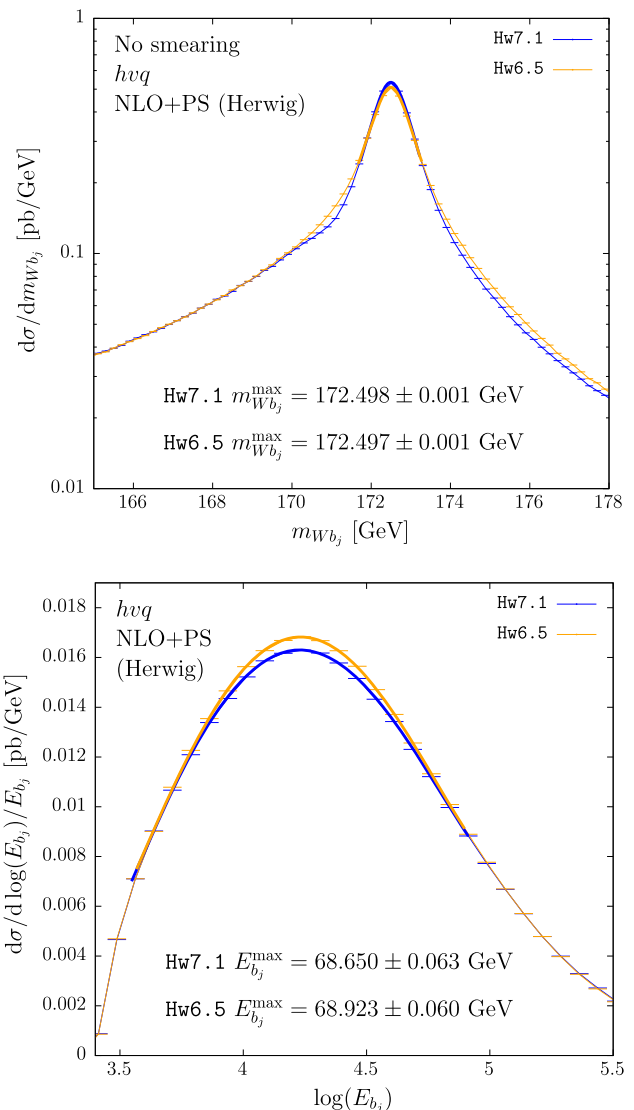 No smearing
hvq
NLO+PS (Herwig)
Hw7.1
Hw6.5
1
0.1
0.01
dσ/dm_{Wb_j} [pb/GeV]
Hw7.1 m_{Wb_j}^{max} = 172.498 ± 0.001 GeV
Hw6.5 m_{Wb_j}^{max} = 172.497 ± 0.001 GeV
166 168 170 172 174 176 178
m_{Wb_j} [GeV]
hvq
NLO+PS
(Herwig)
Hw7.1
Hw6.5
0.018
0.016
0.014
0.012
0.01
0.008
0.006
0.004
0.002
0
dσ/d log(E_{b_j})/E_{b_j} [pb/GeV]
Hw7.1 E_{b_j}^{max} = 68.650 ± 0.063 GeV
Hw6.5 E_{b_j}^{max} = 68.923 ± 0.060 GeV
3.5 4 4.5 5 5.5
log(E_{b_j})